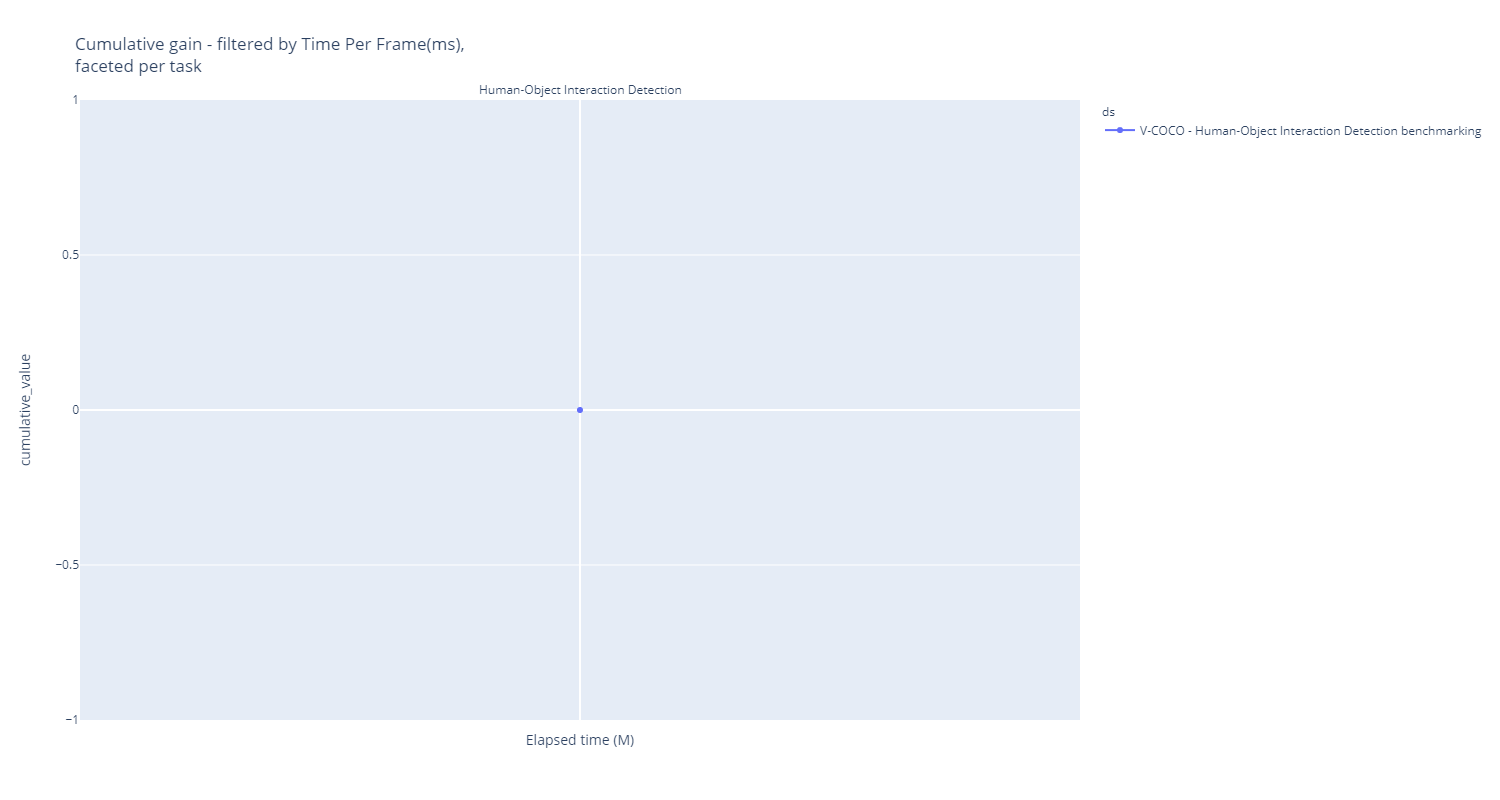 Cumulative gain - filtered by Time Per Frame(ms),
faceted per task
Human-Object Interaction Detection
1
0.5
0
−0.5
−1
cumulative_value
Elapsed time (M)
ds
V-COCO - Human-Object Interaction Detection benchmarking